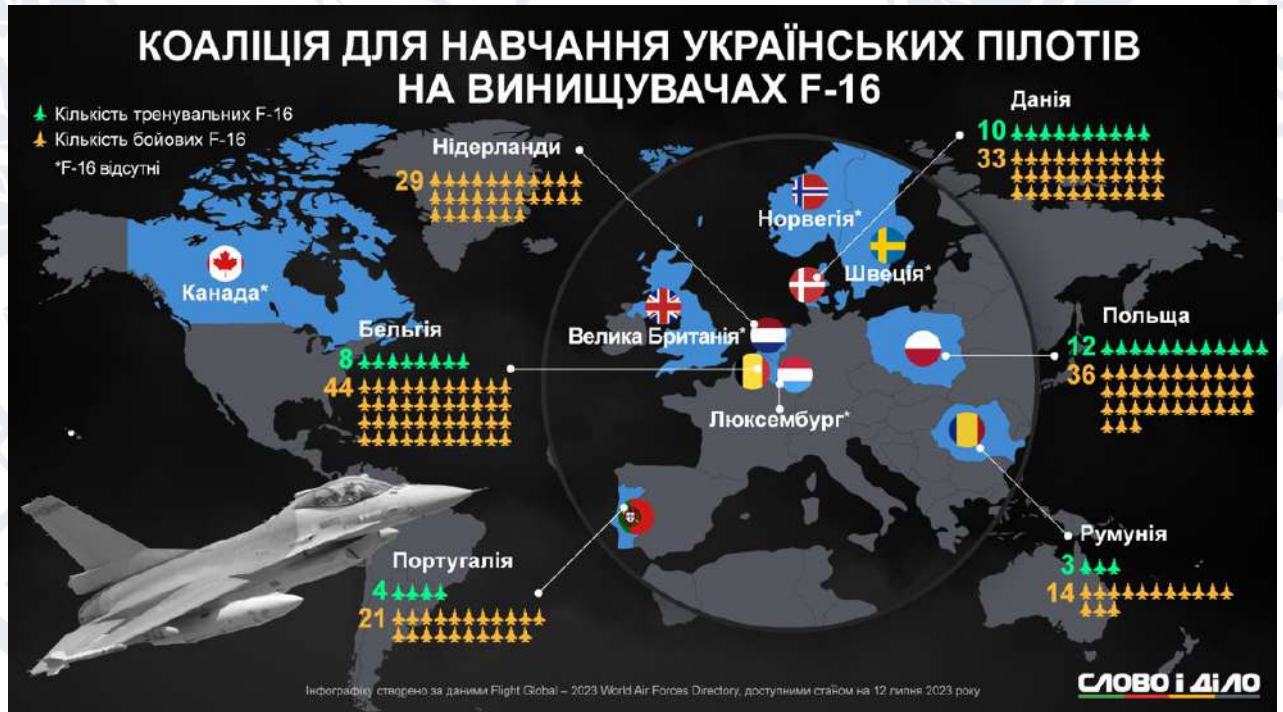 КОАЛІЦІЯ ДЛЯ НАВЧАННЯ УКРАЇНСЬКИХ ПІЛОТІВ
НА ВИНИЩУВАЧАХ F-16
Кількість тренувальних F-16
Кількість бойових F-16
*F-16 відсутні
Нідерланди
29
Данія
10
33
Норвегія*
Швеція*
Канада*
Велика Британія*
Бельгія
8
44
Польща
12
36
Люксембург*
Португалія
4
21
Румунія
3
14
Інфографіку створено за даними Flight Global – 2023 World Air Forces Directory, доступними станом на 12 липня 2023 року
СЛОВО і ДІЛО